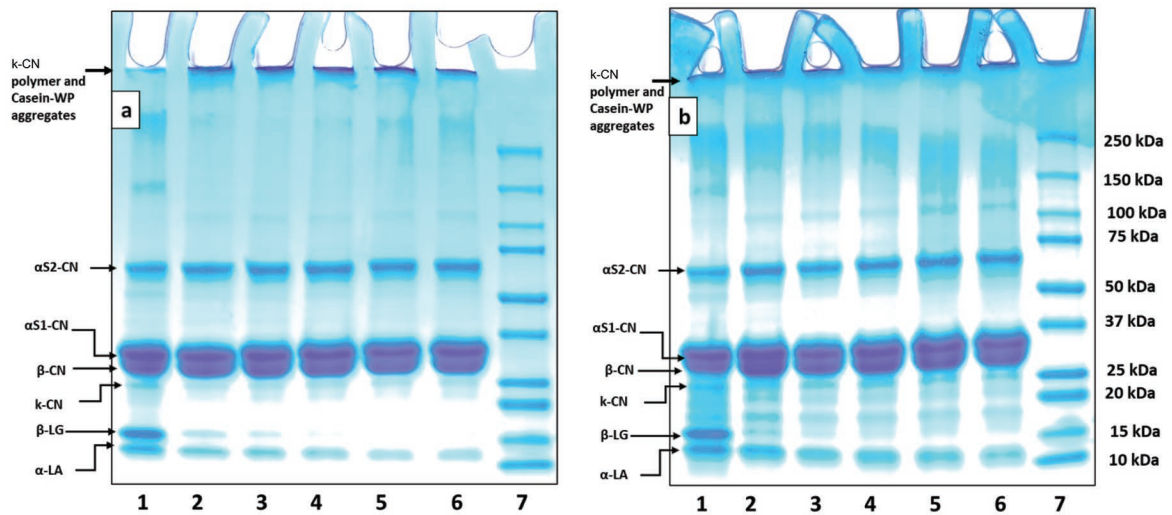 k-CN
polymer and
Casein-WP
aggregates
a
αS2-CN
αS1-CN
β-CN
k-CN
β-LG
α-LA
1 2 3 4 5 6 7
k-CN
polymer and
Casein-WP
aggregates
b
αS2-CN
αS1-CN
β-CN
k-CN
β-LG
α-LA
250 kDa
150 kDa
100 kDa
75 kDa
50 kDa
37 kDa
25 kDa
20 kDa
15 kDa
10 kDa
1 2 3 4 5 6 7